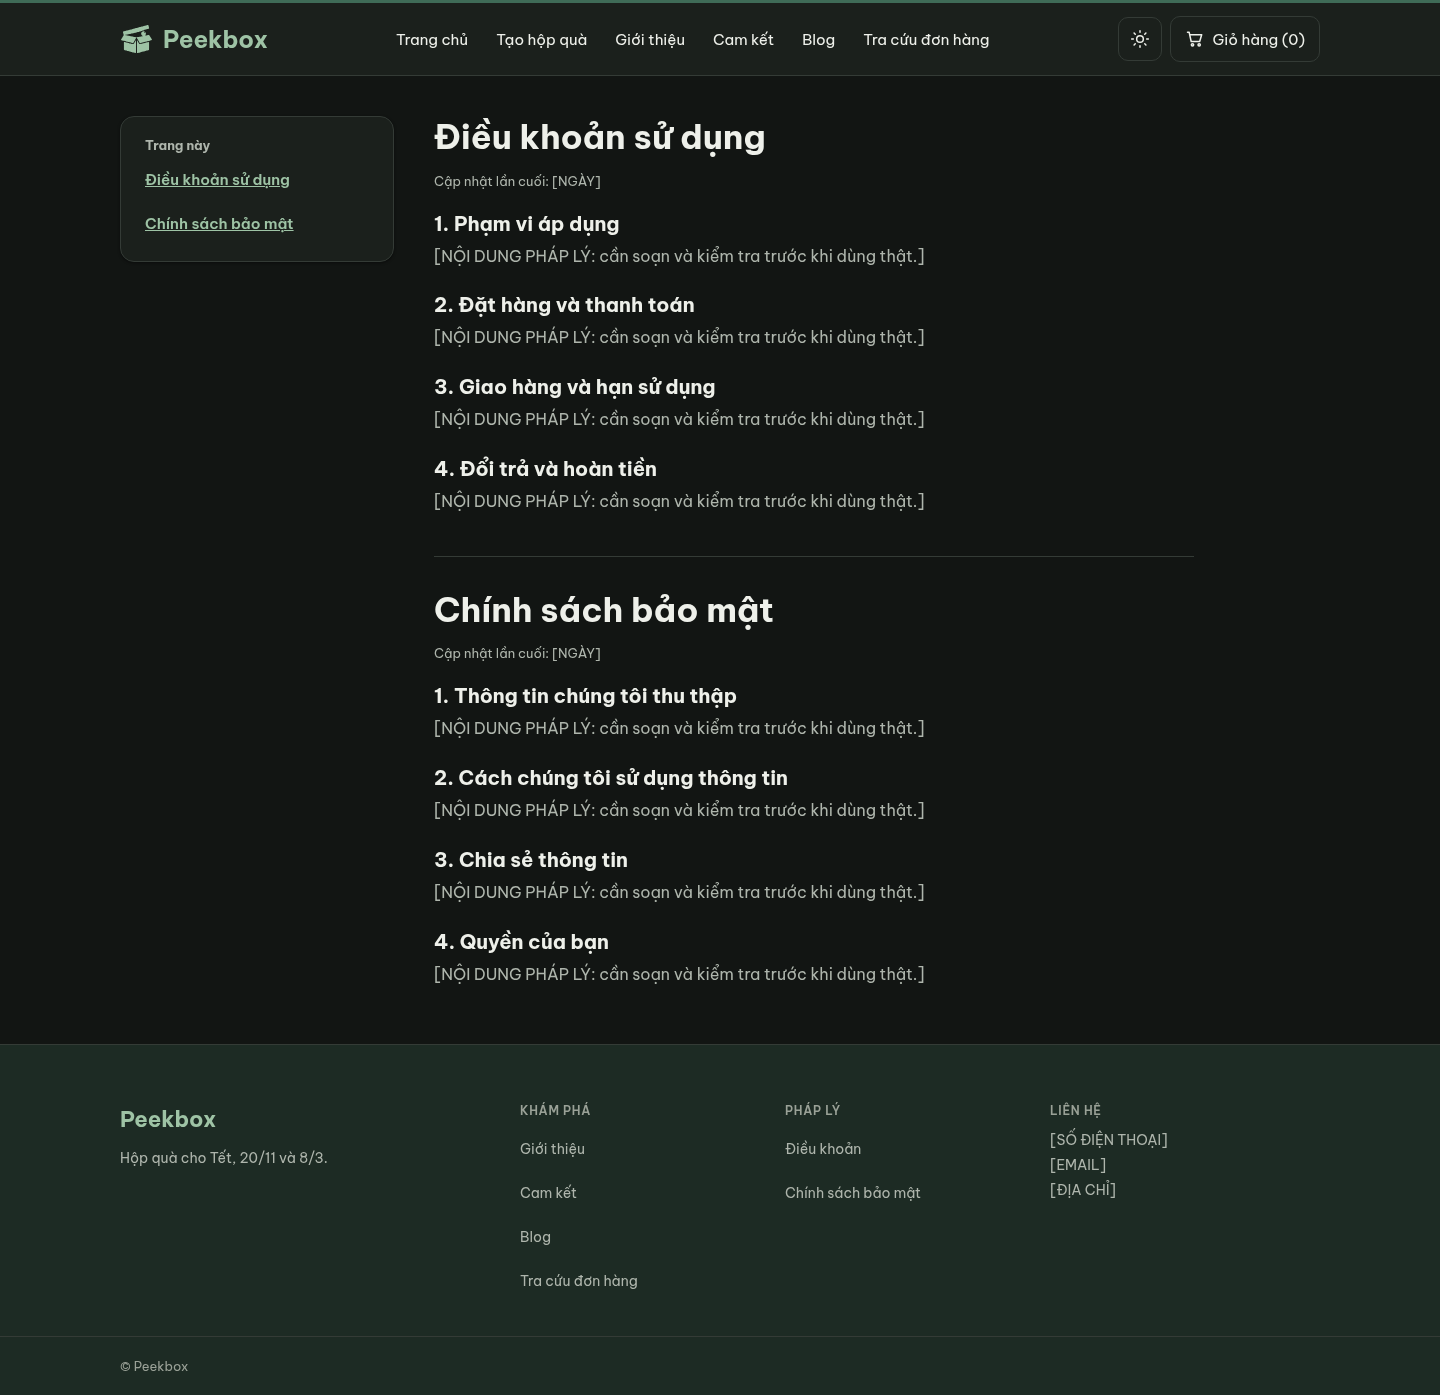 Peekbox
Trang chủ
Tạo hộp quà
Giới thiệu
Cam kết
Blog
Tra cứu đơn hàng
Giỏ hàng (0)
Trang này
Điều khoản sử dụng
Chính sách bảo mật
Điều khoản sử dụng
Cập nhật lần cuối: [NGÀY]
1. Phạm vi áp dụng
[NỘI DUNG PHÁP LÝ: cần soạn và kiểm tra trước khi dùng thật.]
2. Đặt hàng và thanh toán
[NỘI DUNG PHÁP LÝ: cần soạn và kiểm tra trước khi dùng thật.]
3. Giao hàng và hạn sử dụng
[NỘI DUNG PHÁP LÝ: cần soạn và kiểm tra trước khi dùng thật.]
4. Đổi trả và hoàn tiền
[NỘI DUNG PHÁP LÝ: cần soạn và kiểm tra trước khi dùng thật.]
Chính sách bảo mật
Cập nhật lần cuối: [NGÀY]
1. Thông tin chúng tôi thu thập
[NỘI DUNG PHÁP LÝ: cần soạn và kiểm tra trước khi dùng thật.]
2. Cách chúng tôi sử dụng thông tin
[NỘI DUNG PHÁP LÝ: cần soạn và kiểm tra trước khi dùng thật.]
3. Chia sẻ thông tin
[NỘI DUNG PHÁP LÝ: cần soạn và kiểm tra trước khi dùng thật.]
4. Quyền của bạn
[NỘI DUNG PHÁP LÝ: cần soạn và kiểm tra trước khi dùng thật.]
Peekbox
Hộp quà cho Tết, 20/11 và 8/3.
KHÁM PHÁ
Giới thiệu
Cam kết
Blog
Tra cứu đơn hàng
PHÁP LÝ
Điều khoản
Chính sách bảo mật
LIÊN HỆ
[SỐ ĐIỆN THOẠI]
[EMAIL]
[ĐỊA CHỈ]
© Peekbox